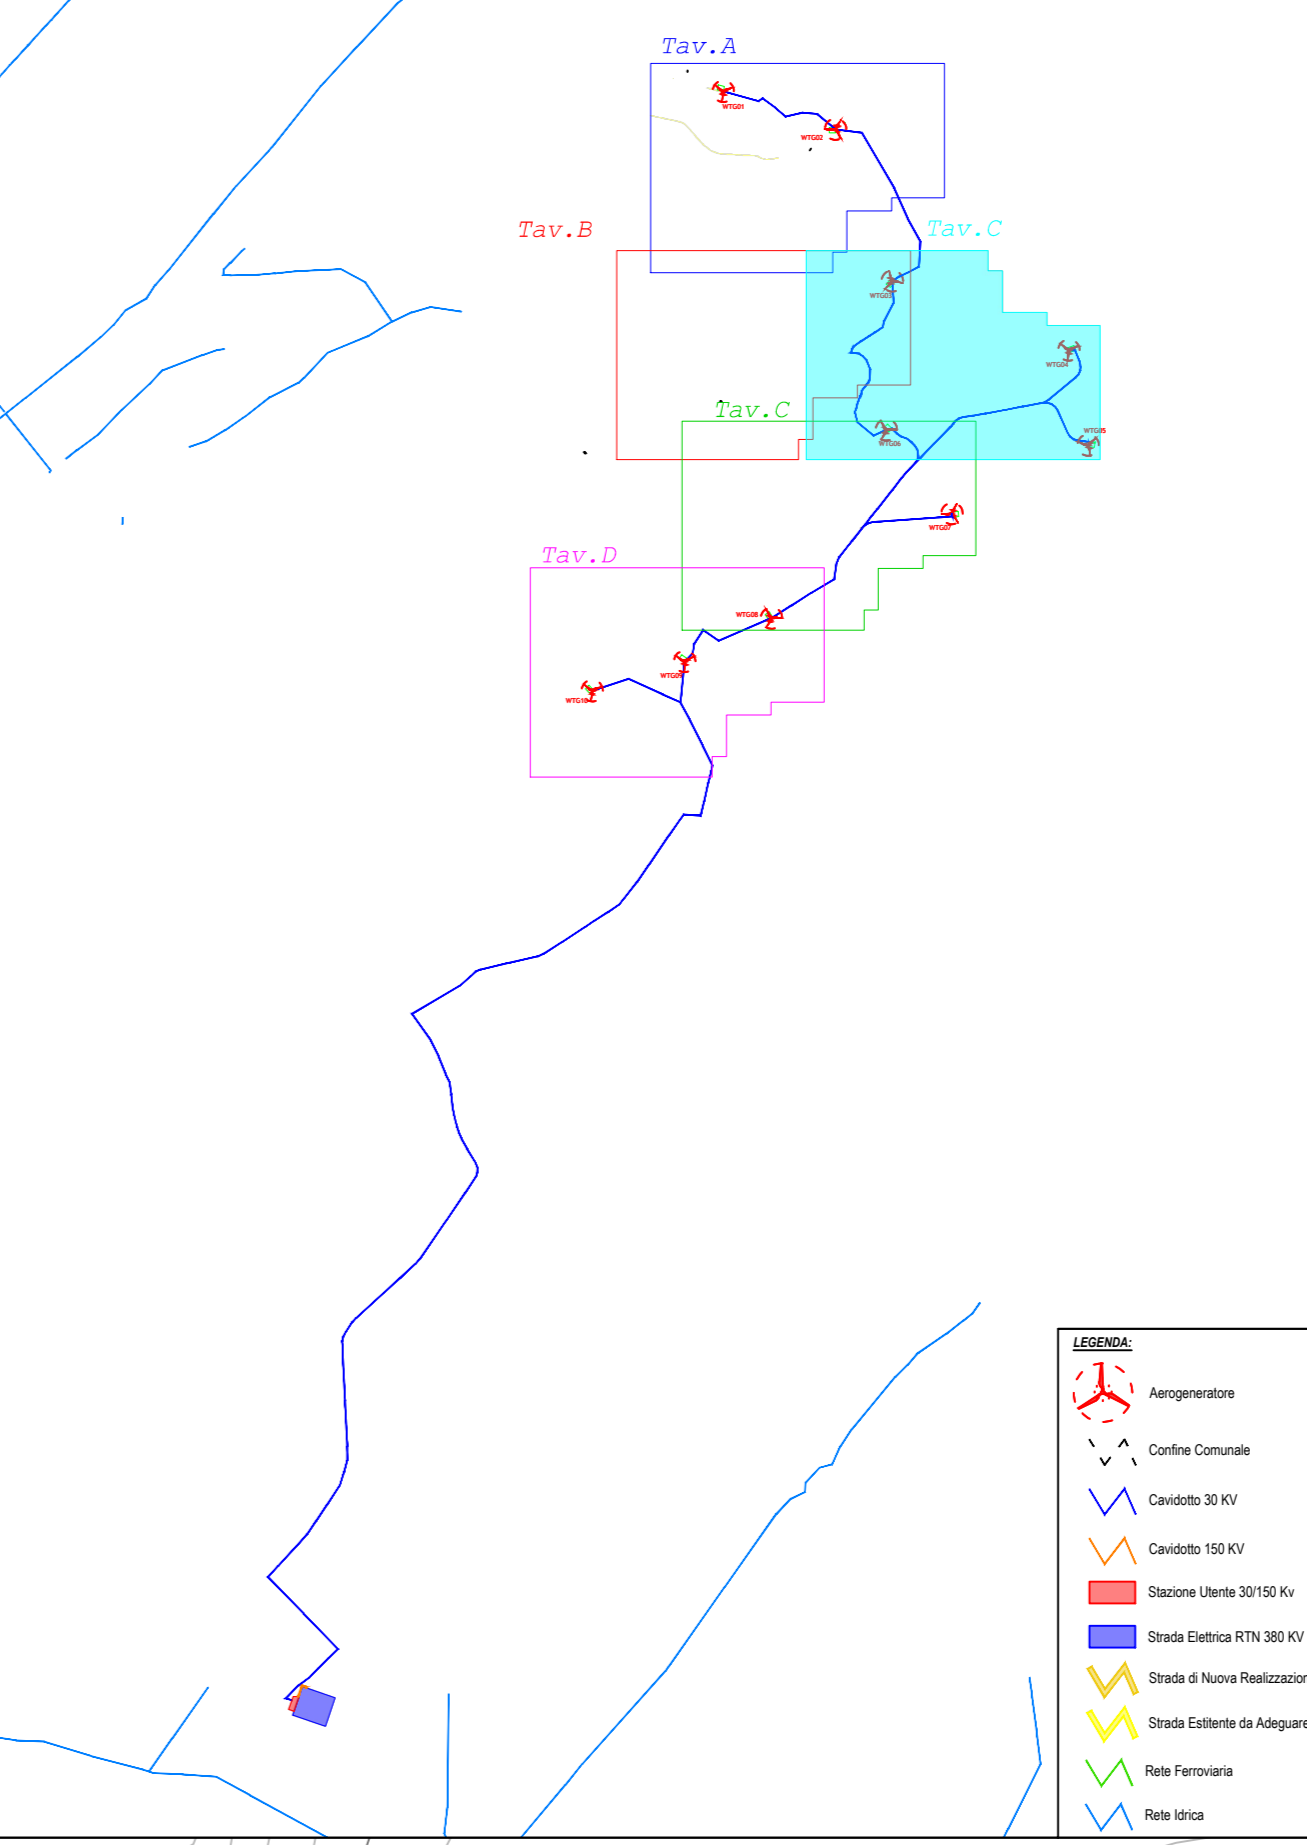 Tav.A
WTG01
WTG02
Tav.B
Tav.C
WTG03
WTG04
Tav.C
WTG05
WTG06
WTG07
Tav.D
WTG08
WTG09
WTG10
LEGENDA:
Aerogeneratore
Confine Comunale
Cavidotto 30 KV
Cavidotto 150 KV
Stazione Utente 30/150 Kv
Strada Elettrica RTN 380 KV
Strada di Nuova Realizzazion
Strada Estitente da Adeguare
Rete Ferroviaria
Rete Idrica